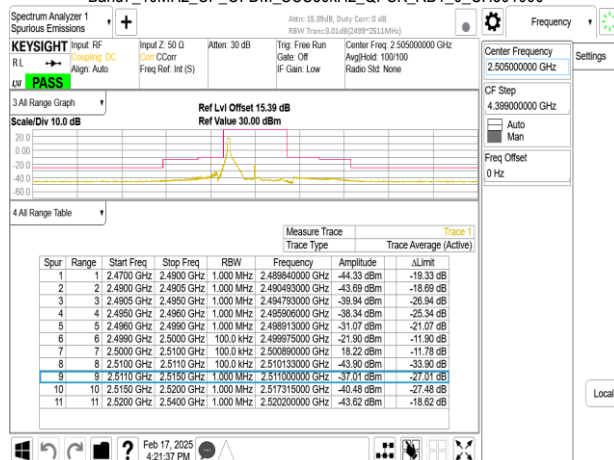 Spectrum Analyzer 1
Spurious Emissions
Attn: 15.39dB, Duty Corr: 0 dB
RBW Trans:3.01dB(2499~2511MHz)
Frequency
Settings
KEYSIGHT Input: RF Input Z: 50 Ω Atten: 30 dB Trig: Free Run Center Freq: 2.505000000 GHz
RL Coupling: DC Corr CCorr Gate: Off Avg|Hold: 100/100
Align: Auto Freq Ref: Int (S) IF Gain: Low Radio Std: None
LXI PASS
Center Frequency
2.505000000 GHz
CF Step
4.399000000 GHz
Auto
Man
Freq Offset
0 Hz
3 All Range Graph
Ref Lvl Offset 15.39 dB
Scale/Div 10.0 dB Ref Value 30.00 dBm
20.0
0.00
-20.0
-40.0
-60.0
4 All Range Table
Measure Trace Trace 1
Trace Type Trace Average (Active)
Spur Range Start Freq Stop Freq RBW Frequency Amplitude ΔLimit
1 1 2.4700 GHz 2.4900 GHz 1.000 MHz 2.489840000 GHz -44.33 dBm -19.33 dB
2 2 2.4900 GHz 2.4905 GHz 1.000 MHz 2.490493000 GHz -43.69 dBm -18.69 dB
3 3 2.4905 GHz 2.4950 GHz 1.000 MHz 2.494793000 GHz -39.94 dBm -26.94 dB
4 4 2.4950 GHz 2.4960 GHz 1.000 MHz 2.495906000 GHz -38.34 dBm -25.34 dB
5 5 2.4960 GHz 2.4990 GHz 1.000 MHz 2.498913000 GHz -31.07 dBm -21.07 dB
6 6 2.4990 GHz 2.5000 GHz 100.0 kHz 2.499975000 GHz -21.90 dBm -11.90 dB
7 7 2.5000 GHz 2.5100 GHz 100.0 kHz 2.500890000 GHz 18.22 dBm -11.78 dB
8 8 2.5100 GHz 2.5110 GHz 100.0 kHz 2.510133000 GHz -43.90 dBm -33.90 dB
9 9 2.5110 GHz 2.5150 GHz 1.000 MHz 2.511000000 GHz -37.01 dBm -27.01 dB
10 10 2.5150 GHz 2.5200 GHz 1.000 MHz 2.517315000 GHz -40.48 dBm -27.48 dB
11 11 2.5200 GHz 2.5400 GHz 1.000 MHz 2.520200000 GHz -43.62 dBm -18.62 dB
Local
Feb 17, 2025
4:21:37 PM